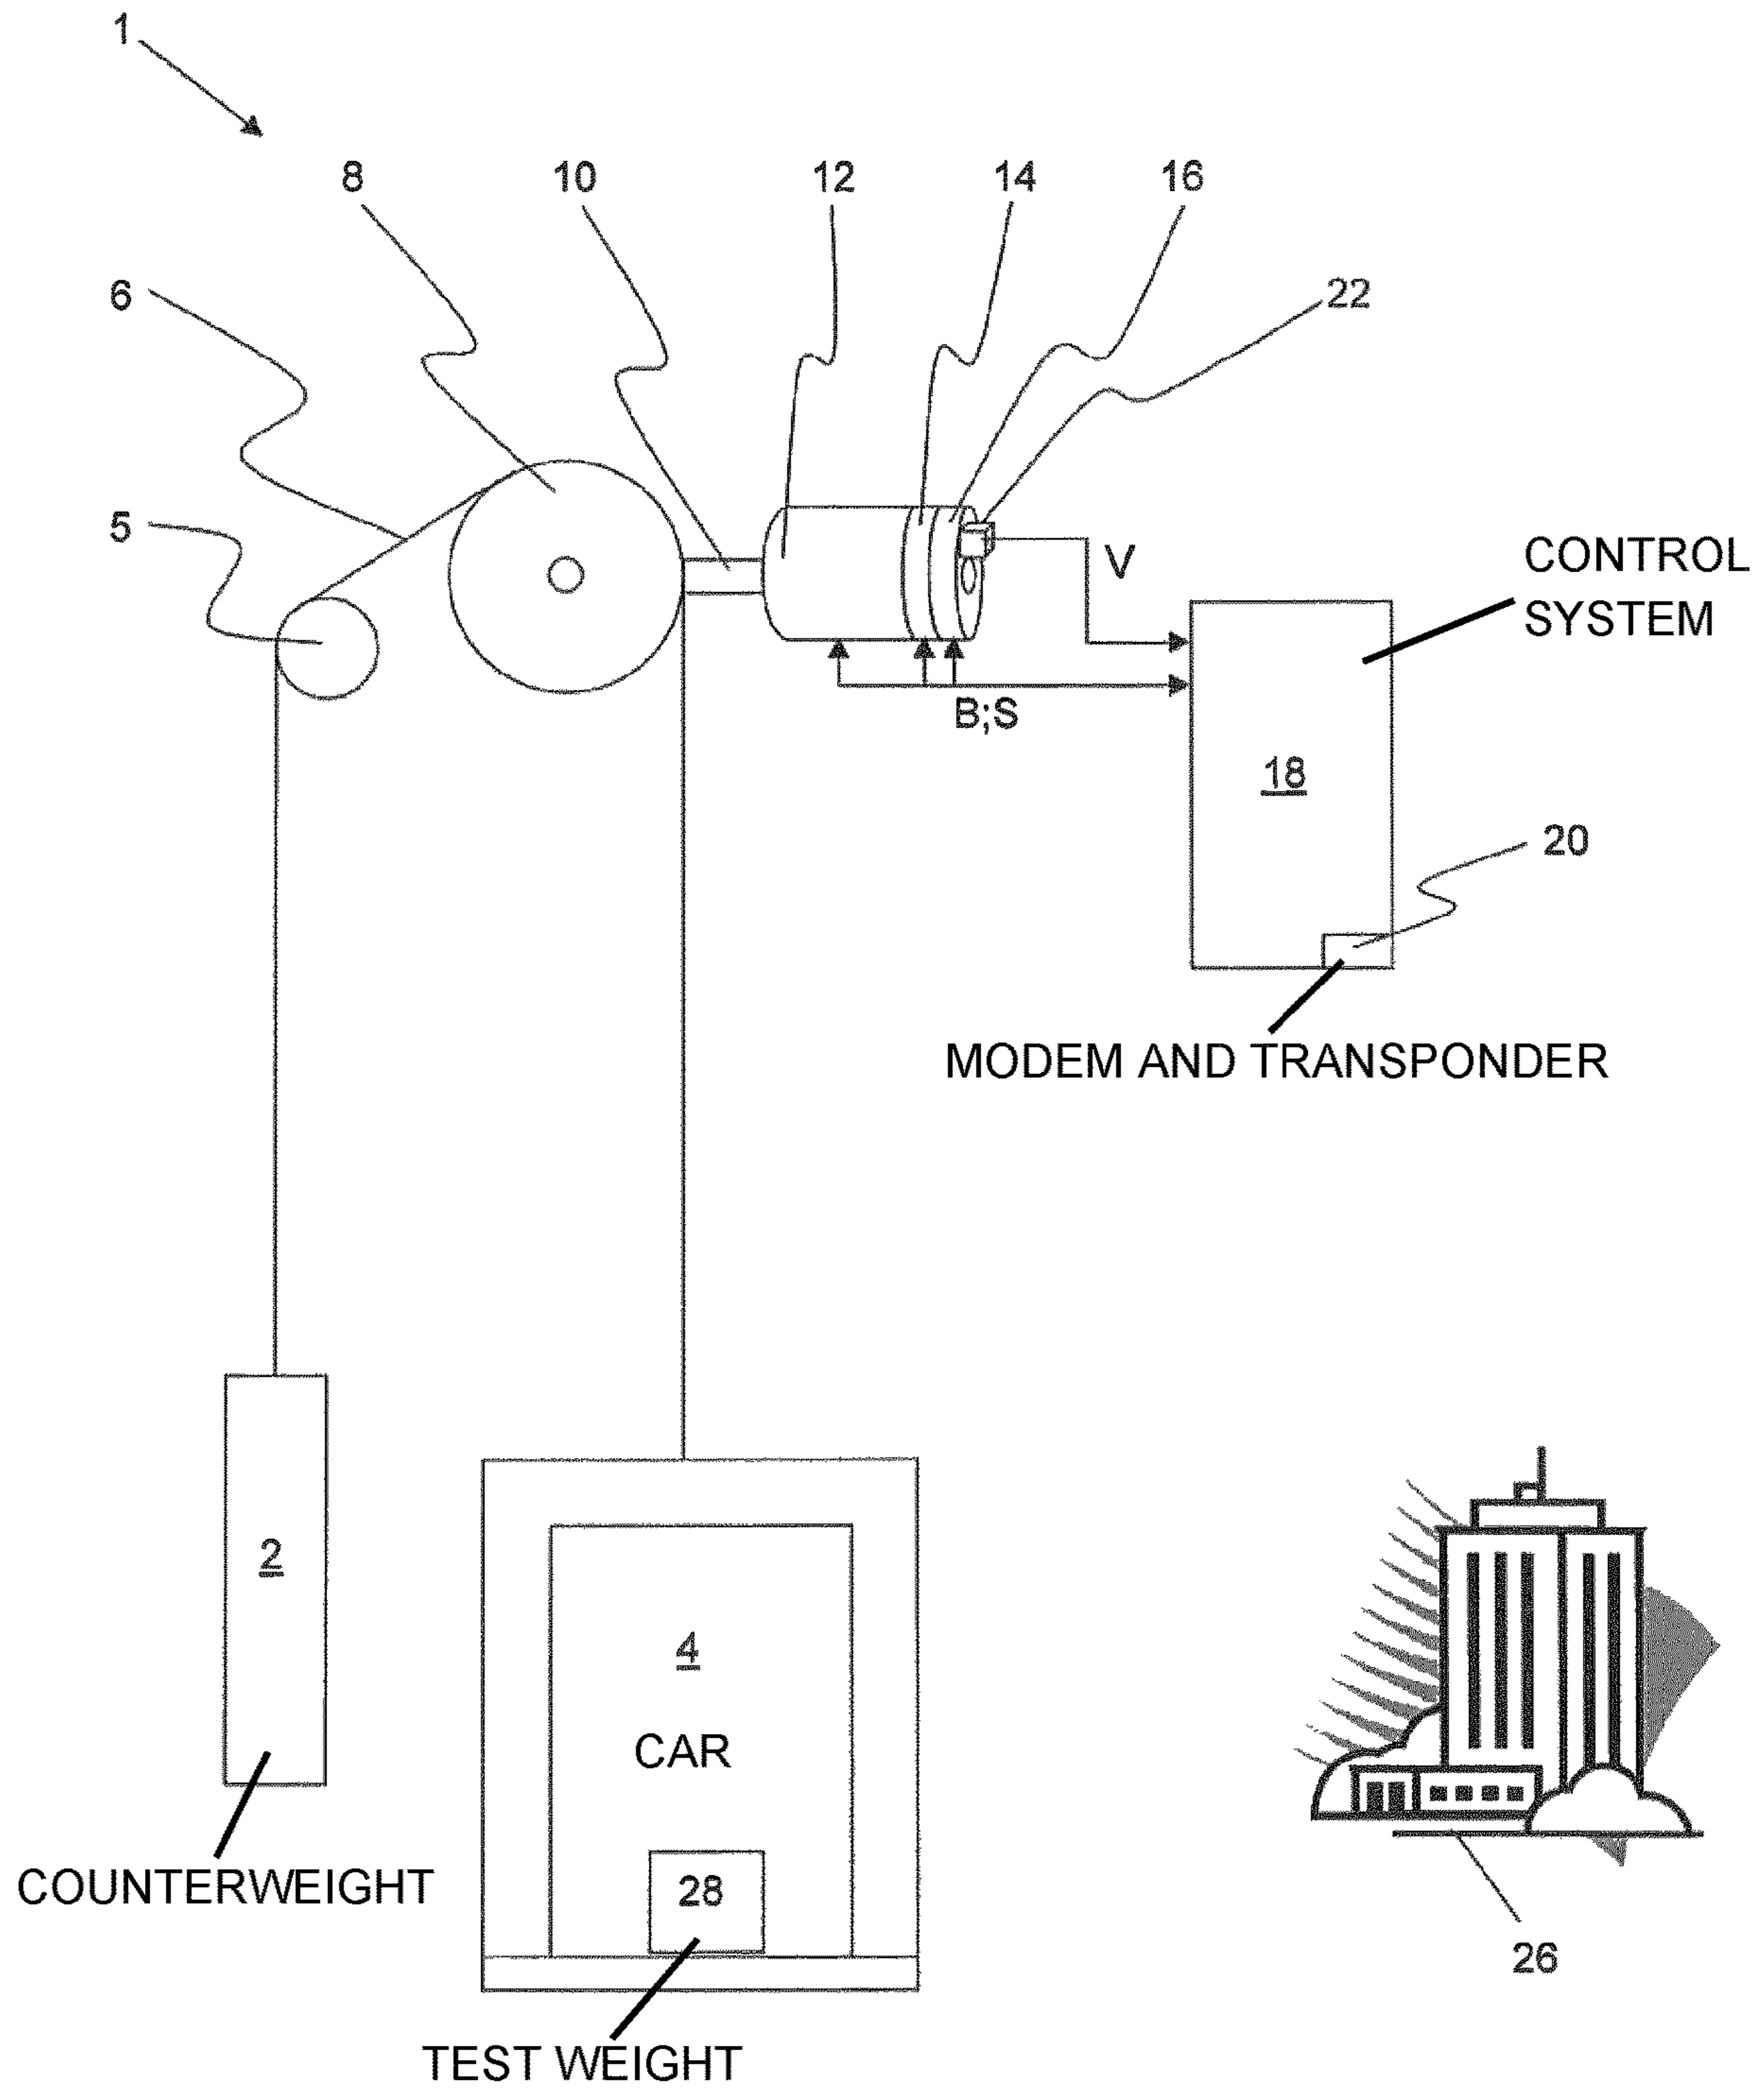 1
8
10
12
14
16
6
22
5
V
CONTROL
SYSTEM
B;S
18
20
MODEM AND TRANSPONDER
2
4
CAR
COUNTERWEIGHT
28
26
TEST WEIGHT